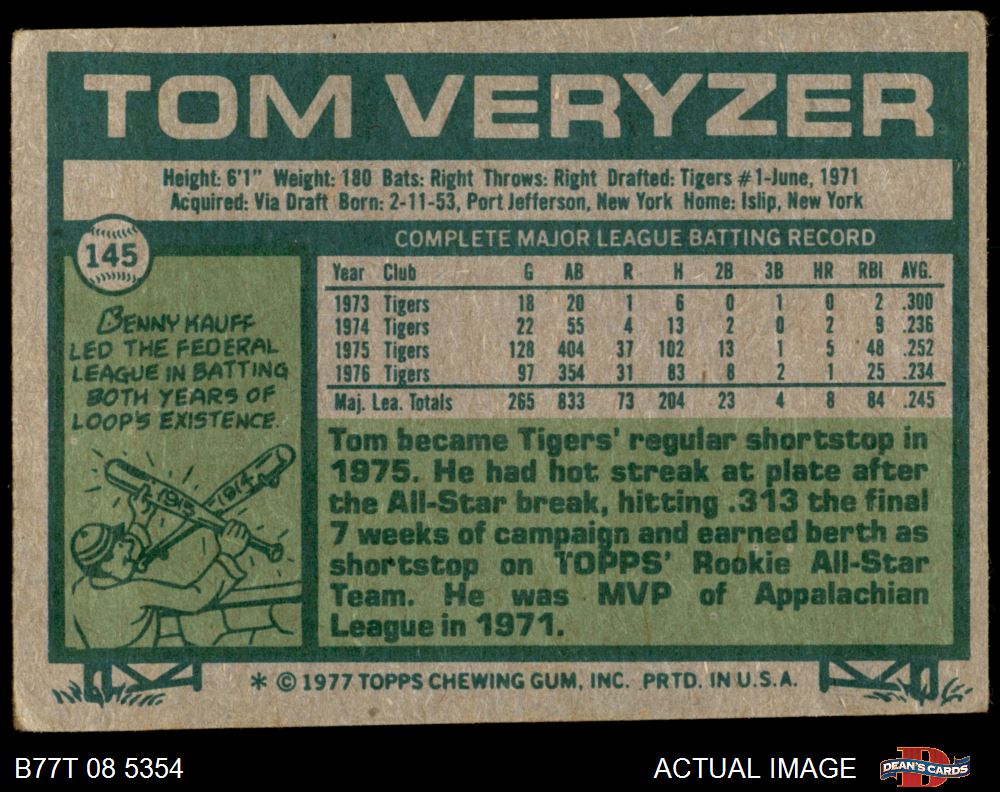 TOM VERYZER
Height: 6'1" Weight: 180 Bats: Right Throws: Right Drafted: Tigers #1-June, 1971
Acquired: Via Draft Born: 2-11-53, Port Jefferson, New York Home: Islip, New York
145
COMPLETE MAJOR LEAGUE BATTING RECORD
Year Club G AB R H 2B 3B HR RBI AVG.
1973 Tigers 18 20 1 6 0 1 0 2 .300
1974 Tigers 22 55 4 13 2 0 2 9 .236
1975 Tigers 128 404 37 102 13 1 5 48 .252
1976 Tigers 97 354 31 83 8 2 1 25 .234
Maj. Lea. Totals 265 833 73 204 23 4 8 84 .245
BENNY KAUFF
LED THE FEDERAL
LEAGUE IN BATTING
BOTH YEARS OF
LOOP'S EXISTENCE.
1915 1914
Tom became Tigers' regular shortstop in
1975. He had hot streak at plate after
the All-Star break, hitting .313 the final
7 weeks of campaign and earned berth as
shortstop on TOPPS' Rookie All-Star
Team. He was MVP of Appalachian
League in 1971.
* © 1977 TOPPS CHEWING GUM, INC. PRTD. IN U.S.A.
B77T 08 5354
ACTUAL IMAGE
D
DEAN'S CARDS